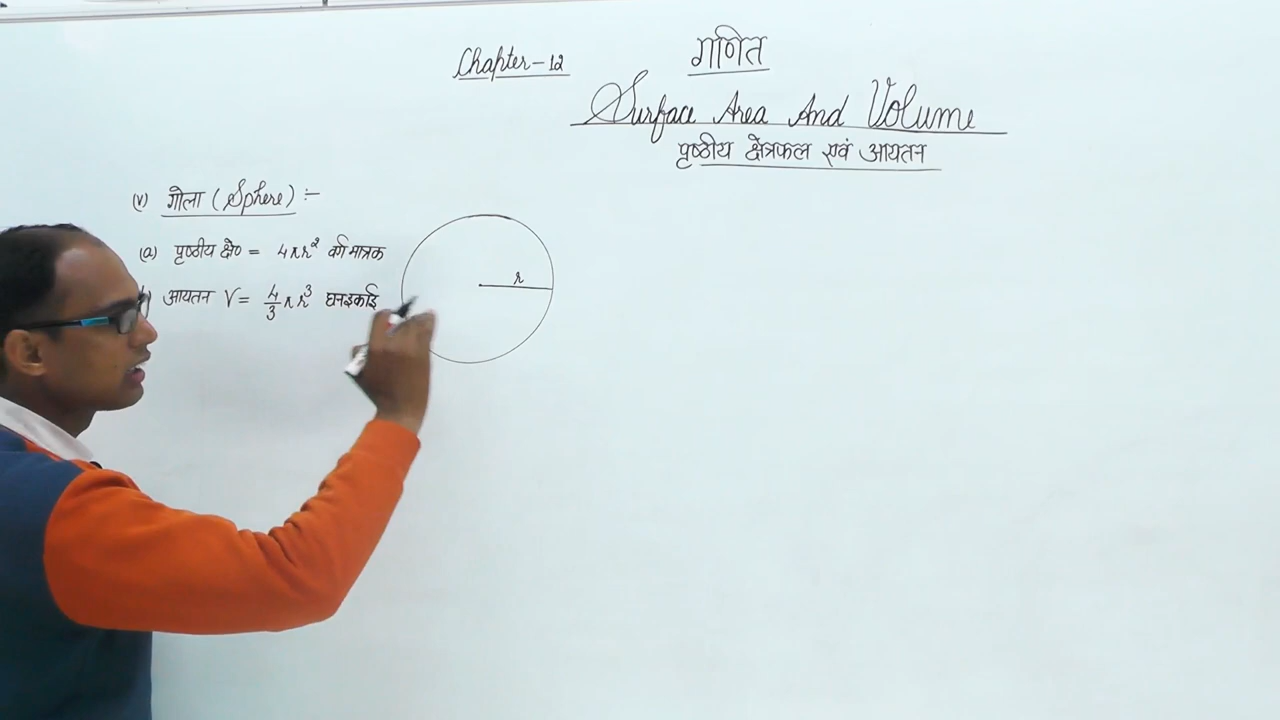 Chapter-12
गणित
Surface Area And Volume
पृष्ठीय क्षेत्रफल एवं आयतन
(v) गोला (Sphere) :-
(a) पृष्ठीय क्षे० = 4πr² वर्ग मात्रक
आयतन V = 4/3 πr³ घनइकाई
r